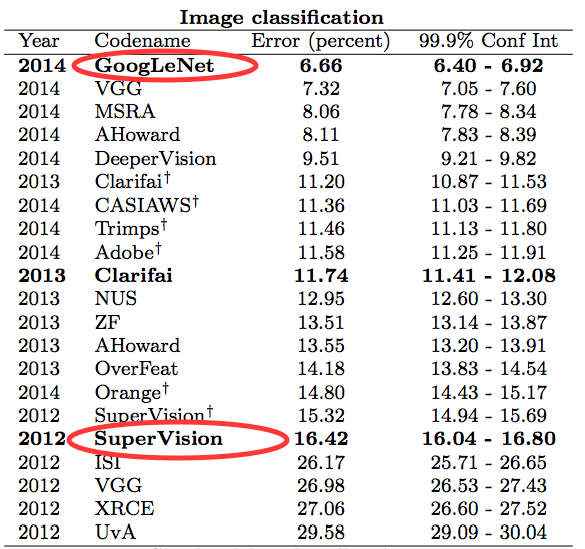 Image classification
Year Codename Error (percent) 99.9% Conf Int
2014 GoogLeNet 6.66 6.40 - 6.92
2014 VGG 7.32 7.05 - 7.60
2014 MSRA 8.06 7.78 - 8.34
2014 AHoward 8.11 7.83 - 8.39
2014 DeeperVision 9.51 9.21 - 9.82
2013 Clarifai† 11.20 10.87 - 11.53
2014 CASIAWS† 11.36 11.03 - 11.69
2014 Trimps† 11.46 11.13 - 11.80
2014 Adobe† 11.58 11.25 - 11.91
2013 Clarifai 11.74 11.41 - 12.08
2013 NUS 12.95 12.60 - 13.30
2013 ZF 13.51 13.14 - 13.87
2013 AHoward 13.55 13.20 - 13.91
2013 OverFeat 14.18 13.83 - 14.54
2014 Orange† 14.80 14.43 - 15.17
2012 SuperVision† 15.32 14.94 - 15.69
2012 SuperVision 16.42 16.04 - 16.80
2012 ISI 26.17 25.71 - 26.65
2012 VGG 26.98 26.53 - 27.43
2012 XRCE 27.06 26.60 - 27.52
2012 UvA 29.58 29.09 - 30.04